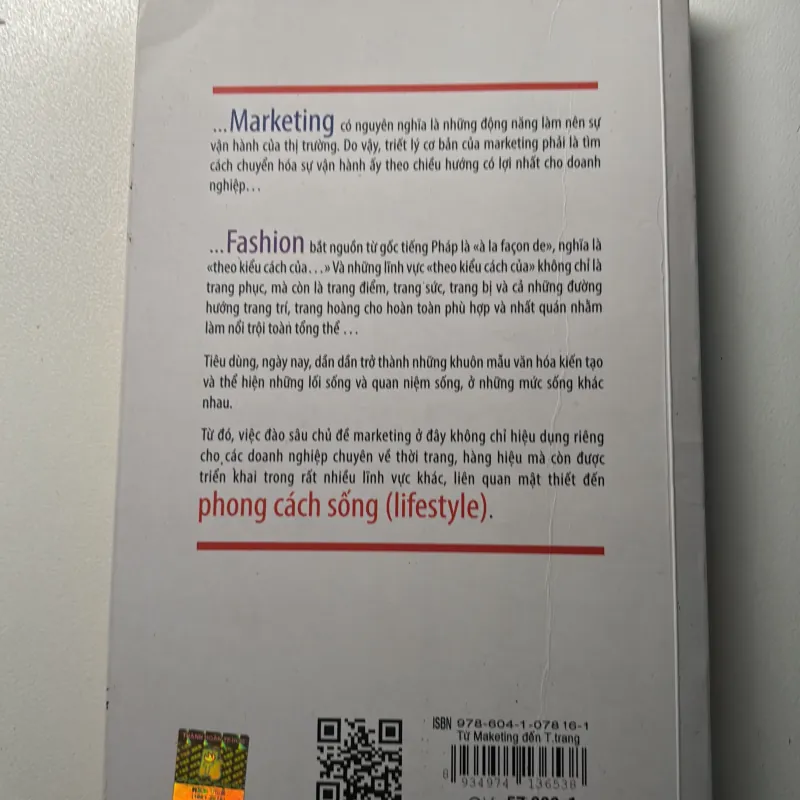 ...Marketing có nguyên nghĩa là những động năng làm nên sự
vận hành của thị trường. Do vậy, triết lý cơ bản của marketing phải là tìm
cách chuyển hóa sự vận hành ấy theo chiều hướng có lợi nhất cho doanh
nghiệp...
...Fashion bắt nguồn từ gốc tiếng Pháp là «à la façon de», nghĩa là
«theo kiểu cách của...» Và những lĩnh vực «theo kiểu cách của» không chỉ là
trang phục, mà còn là trang điểm, trang sức, trang bị và cả những đường
hướng trang trí, trang hoàng cho hoàn toàn phù hợp và nhất quán nhằm
làm nổi trội toàn tổng thể ...
Tiêu dùng, ngày nay, dần dần trở thành những khuôn mẫu văn hóa kiến tạo
và thể hiện những lối sống và quan niệm sống, ở những mức sống khác
nhau.
Từ đó, việc đào sâu chủ đề marketing ở đây không chỉ hiệu dụng riêng
cho các doanh nghiệp chuyên về thời trang, hàng hiệu mà còn được
triển khai trong rất nhiều lĩnh vực khác, liên quan mật thiết đến
phong cách sống (lifestyle).
ISBN 978-604-1-07816-1
Từ Maketing đến T.trang
8 934974 136538